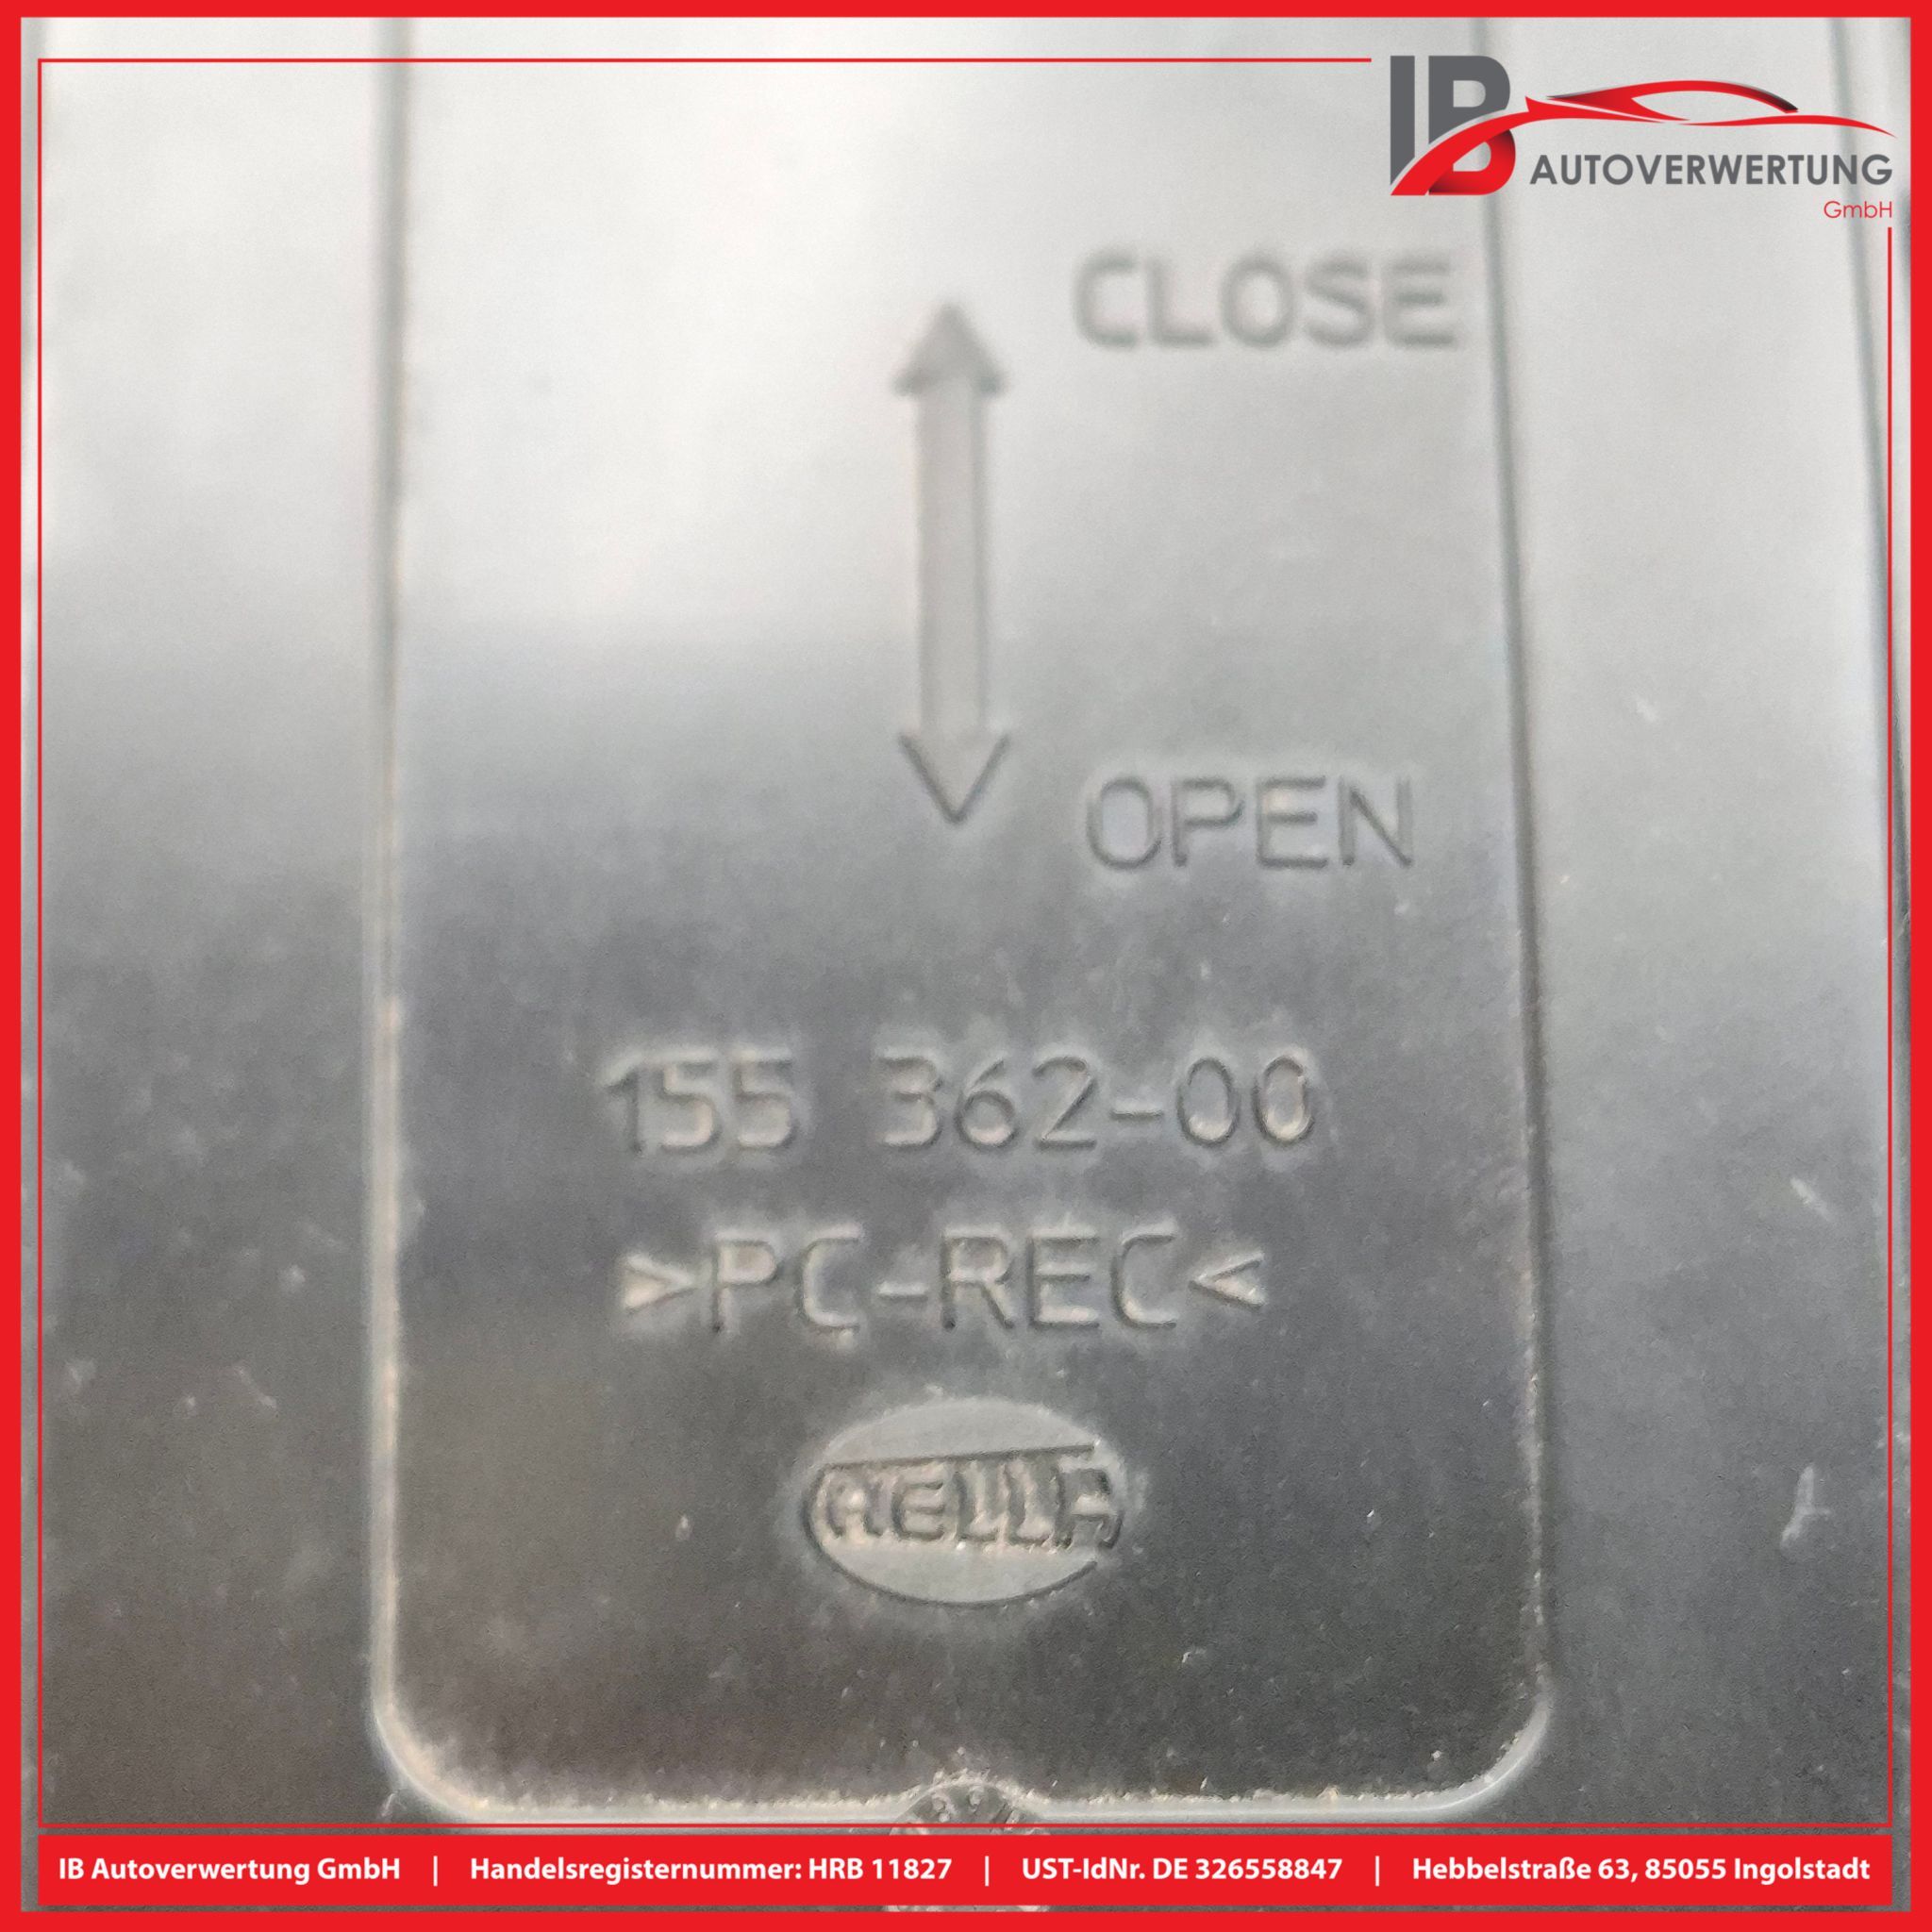 IB
AUTOVERWERTUNG
GmbH
CLOSE
OPEN
155 362-00
>PC-REC<
HELLA
IB Autoverwertung GmbH | Handelsregisternummer: HRB 11827 | UST-IdNr. DE 326558847 | Hebbelstraße 63, 85055 Ingolstadt